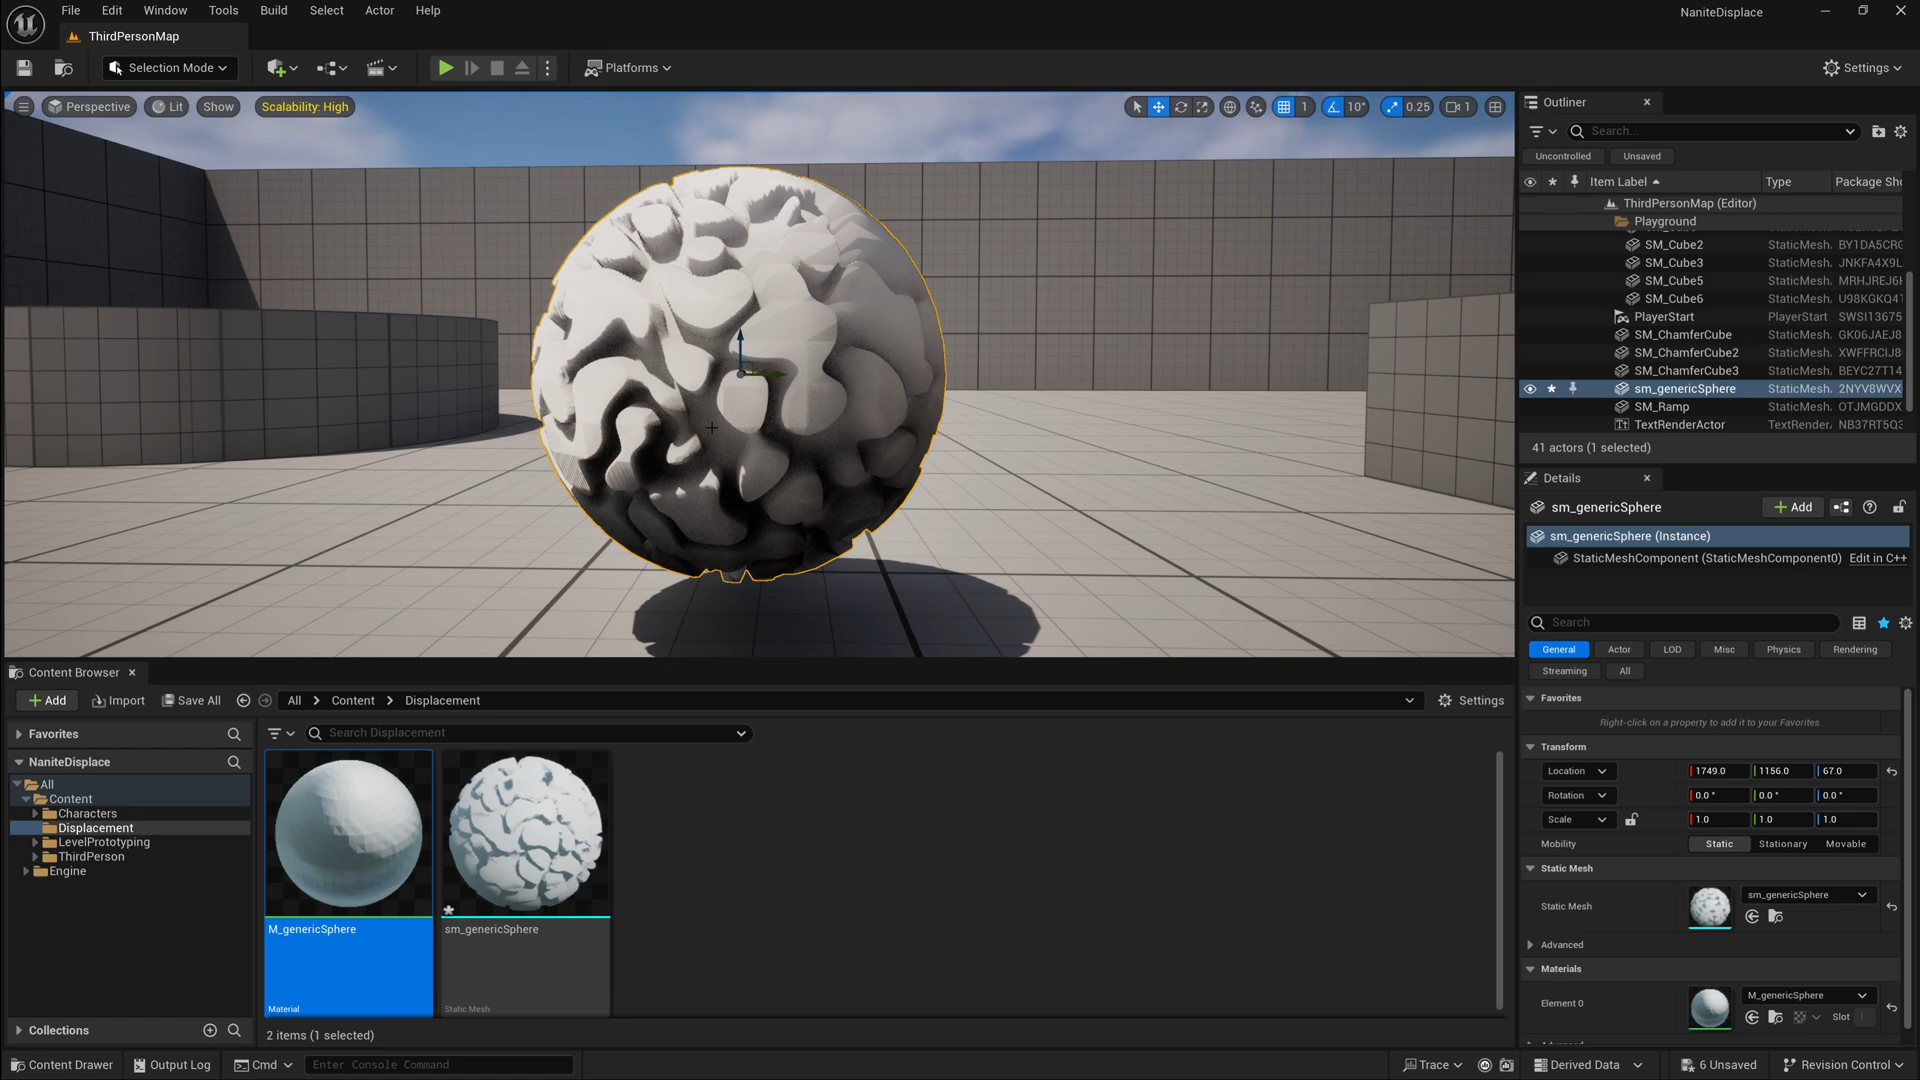 File Edit Window Tools Build Select Actor Help
NaniteDisplace
ThirdPersonMap
Selection Mode
Platforms
Settings
Perspective Lit Show Scalability: High
1 10° 0.25 1
Outliner
Search...
Uncontrolled Unsaved
Item Label Type Package Sh
ThirdPersonMap (Editor)
Playground
SM_Cube2 StaticMesh. BY1DA5CRG
SM_Cube3 StaticMesh. JNKFA4X9L
SM_Cube5 StaticMesh. MRHJREJ6
SM_Cube6 StaticMesh. U98KGKQ41
PlayerStart PlayerStart SWSI13675
SM_ChamferCube StaticMesh. GK06JAEJ8
SM_ChamferCube2 StaticMesh. XWFFRCIJ8
SM_ChamferCube3 StaticMesh. BEYC27T14
sm_genericSphere StaticMesh. 2NYV8WVX
SM_Ramp StaticMesh. OTJMGDDX
TextRenderActor TextRender. NB37RT5Q3
41 actors (1 selected)
Details
sm_genericSphere
Add
sm_genericSphere (Instance)
StaticMeshComponent (StaticMeshComponent0) Edit in C++
Search
General Actor LOD Misc Physics Rendering
Streaming All
Favorites
Right-click on a property to add it to your Favorites.
Transform
Location 1749.0 1156.0 67.0
Rotation 0.0 ° 0.0 ° 0.0 °
Scale 1.0 1.0 1.0
Mobility Static Stationary Movable
Static Mesh
Static Mesh sm_genericSphere
Advanced
Materials
Element 0 M_genericSphere
Slot
Content Browser
Add Import Save All All Content Displacement Settings
Favorites
Search Displacement
NaniteDisplace
All
Content
Characters
Displacement
LevelPrototyping
ThirdPerson
Engine
Collections
M_genericSphere
Material
sm_genericSphere
Static Mesh
2 items (1 selected)
Content Drawer Output Log Cmd Enter Console Command
Trace Derived Data 6 Unsaved Revision Control